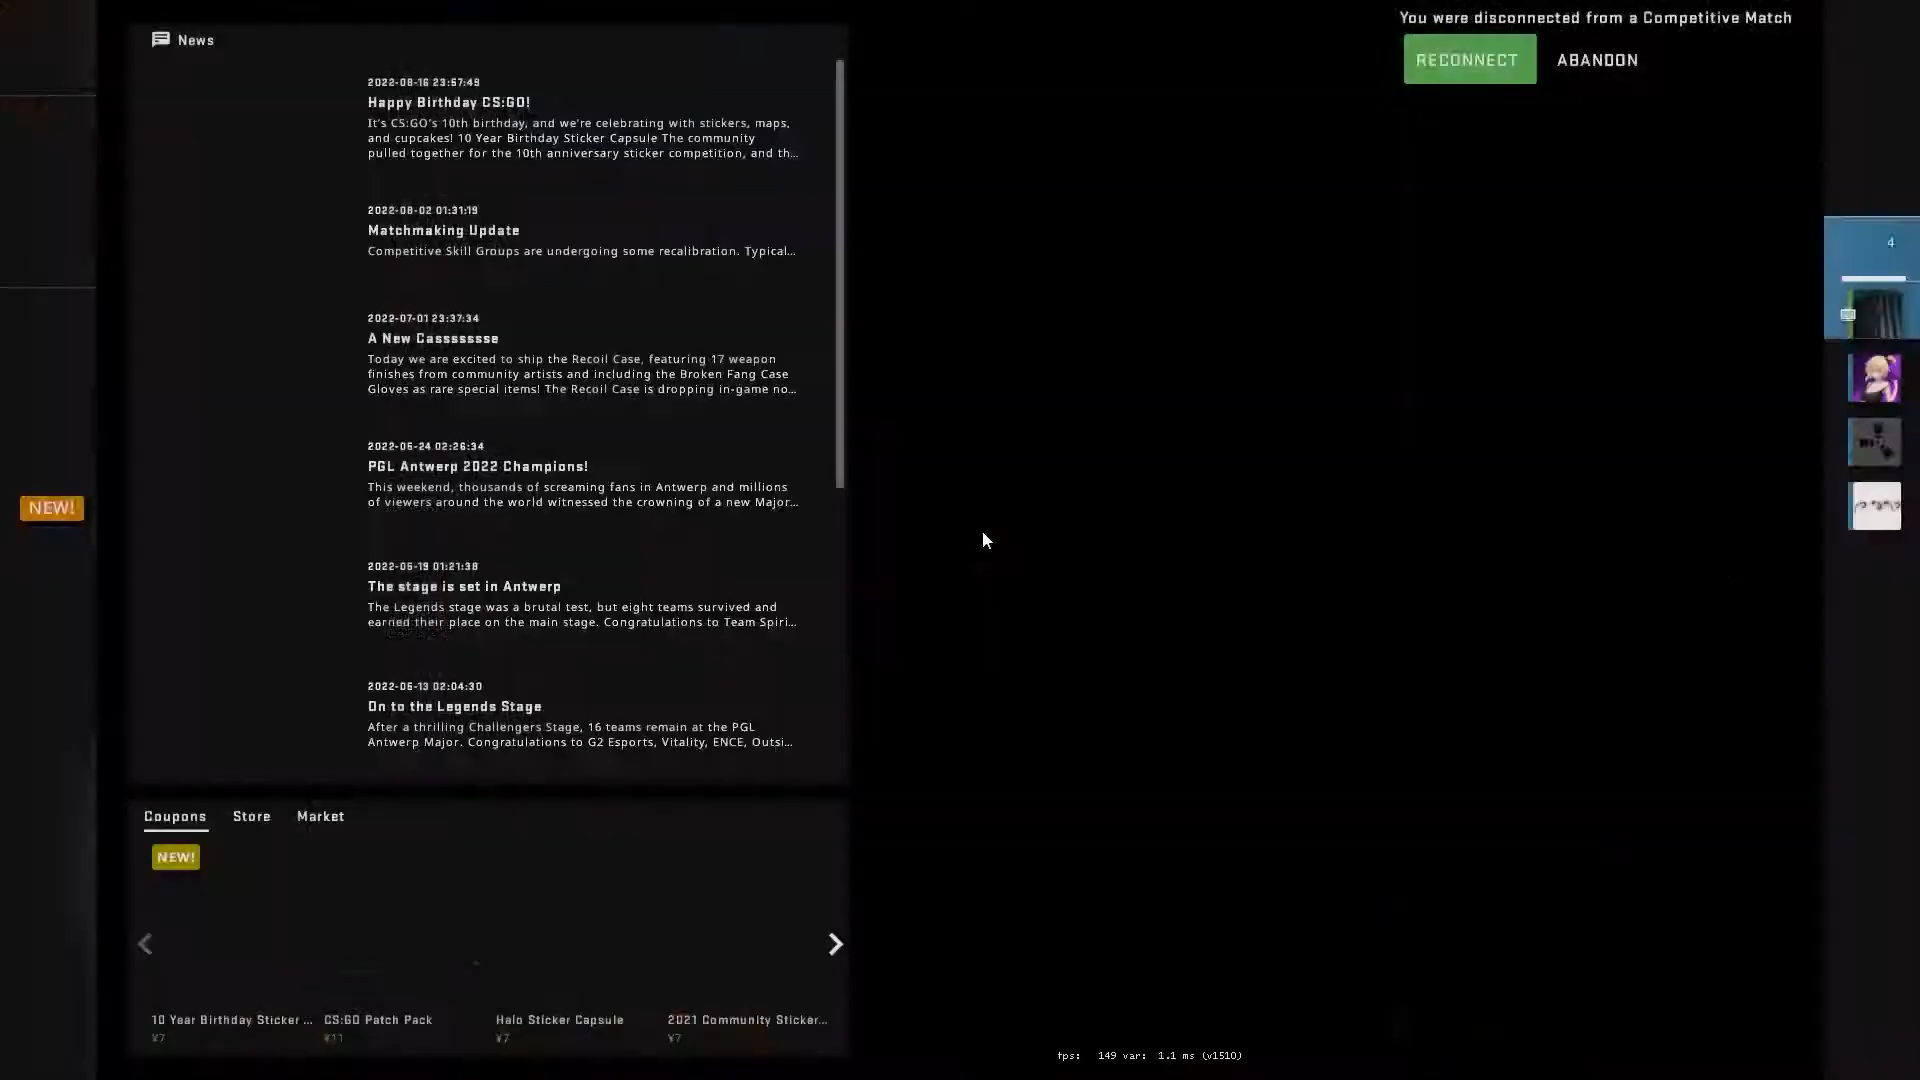 News
2022-08-16 23:57:49
Happy Birthday CS:GO!
It's CS:GO's 10th birthday, and we're celebrating with stickers, maps,
and cupcakes! 10 Year Birthday Sticker Capsule The community
pulled together for the 10th anniversary sticker competition, and th...
2022-08-02 01:31:19
Matchmaking Update
Competitive Skill Groups are undergoing some recalibration. Typical...
2022-07-01 23:37:34
A New Casssssse
Today we are excited to ship the Recoil Case, featuring 17 weapon
finishes from community artists and including the Broken Fang Case
Gloves as rare special items! The Recoil Case is dropping in-game no...
2022-05-24 02:26:34
PGL Antwerp 2022 Champions!
This weekend, thousands of screaming fans in Antwerp and millions
of viewers around the world witnessed the crowning of a new Major...
2022-05-19 01:21:38
The stage is set in Antwerp
The Legends stage was a brutal test, but eight teams survived and
earned their place on the main stage. Congratulations to Team Spiri...
2022-05-13 02:04:30
On to the Legends Stage
After a thrilling Challengers Stage, 16 teams remain at the PGL
Antwerp Major. Congratulations to G2 Esports, Vitality, ENCE, Outsi...
You were disconnected from a Competitive Match
RECONNECT ABANDON
4
NEW!
Coupons Store Market
NEW!
10 Year Birthday Sticker ... CS:GO Patch Pack Halo Sticker Capsule 2021 Community Sticker...
¥7 ¥11 ¥7 ¥7
fps: 149 var: 1.1 ms (v1510)